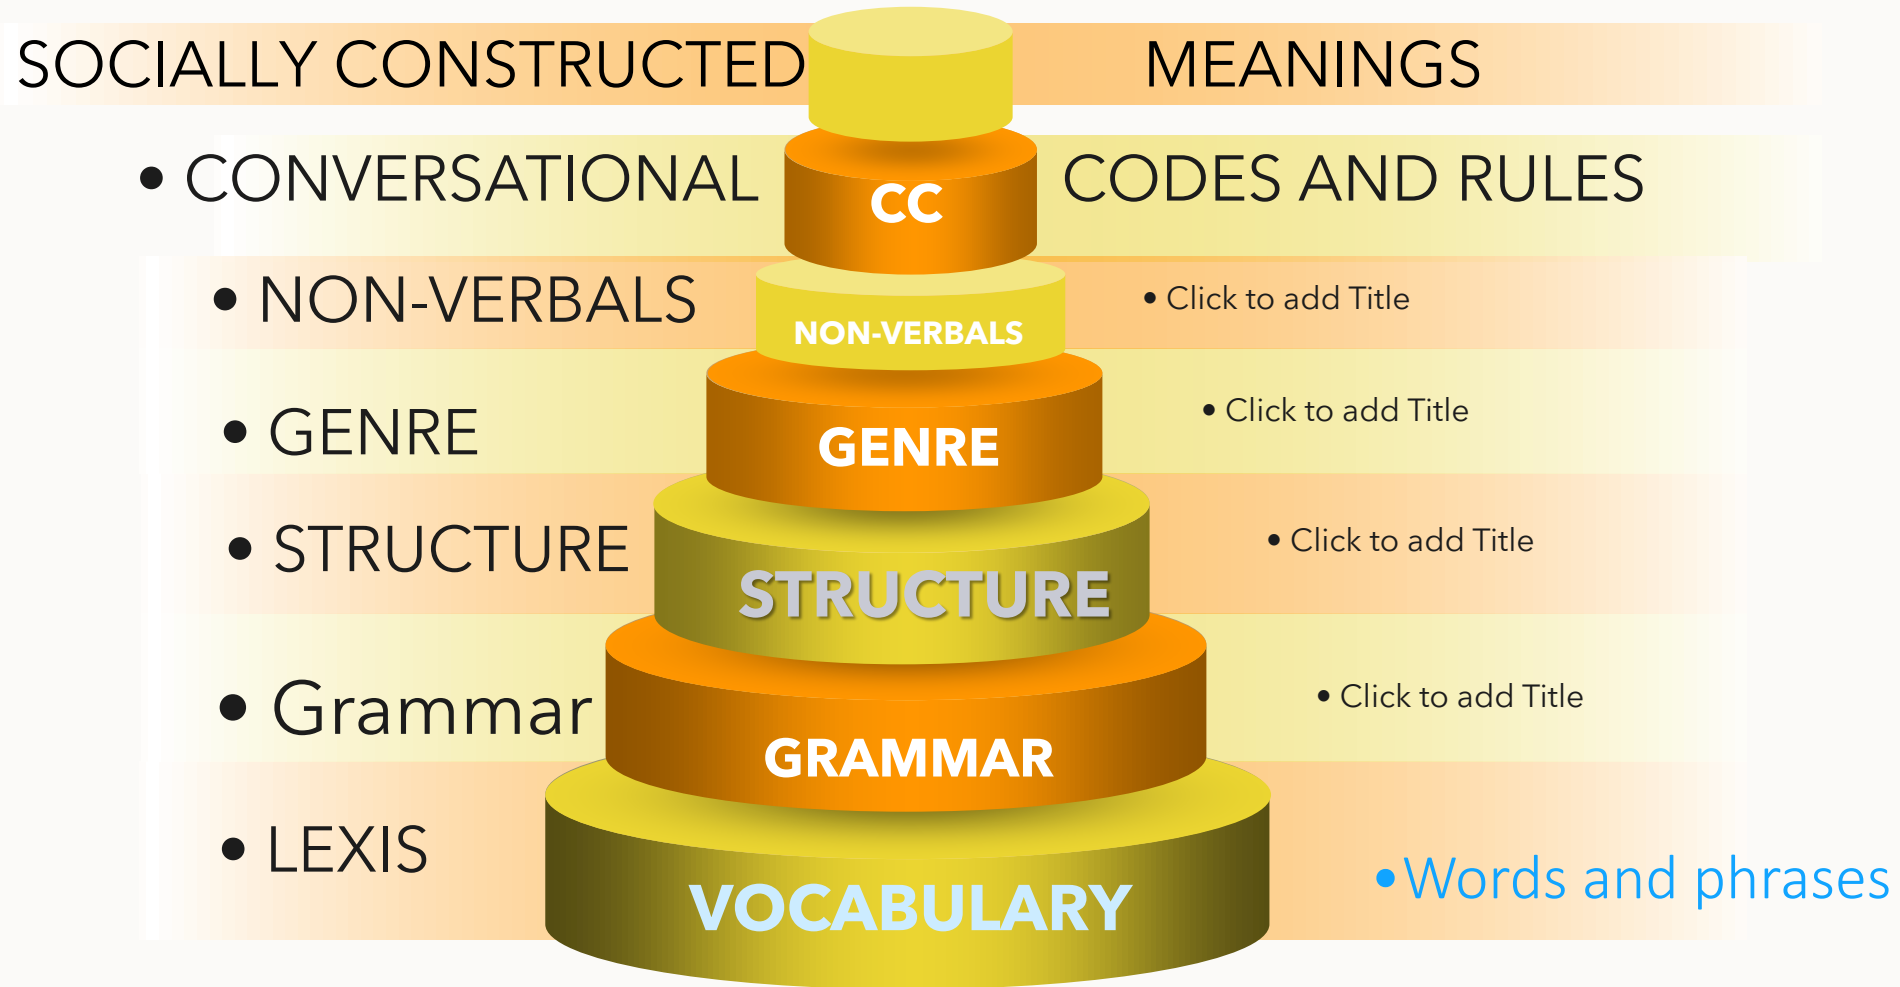 SOCIALLY CONSTRUCTED MEANINGS
• CONVERSATIONAL CODES AND RULES
CC
• NON-VERBALS
• Click to add Title
NON-VERBALS
• GENRE
• Click to add Title
GENRE
• STRUCTURE
• Click to add Title
STRUCTURE
• Grammar
• Click to add Title
GRAMMAR
• LEXIS
•Words and phrases
VOCABULARY